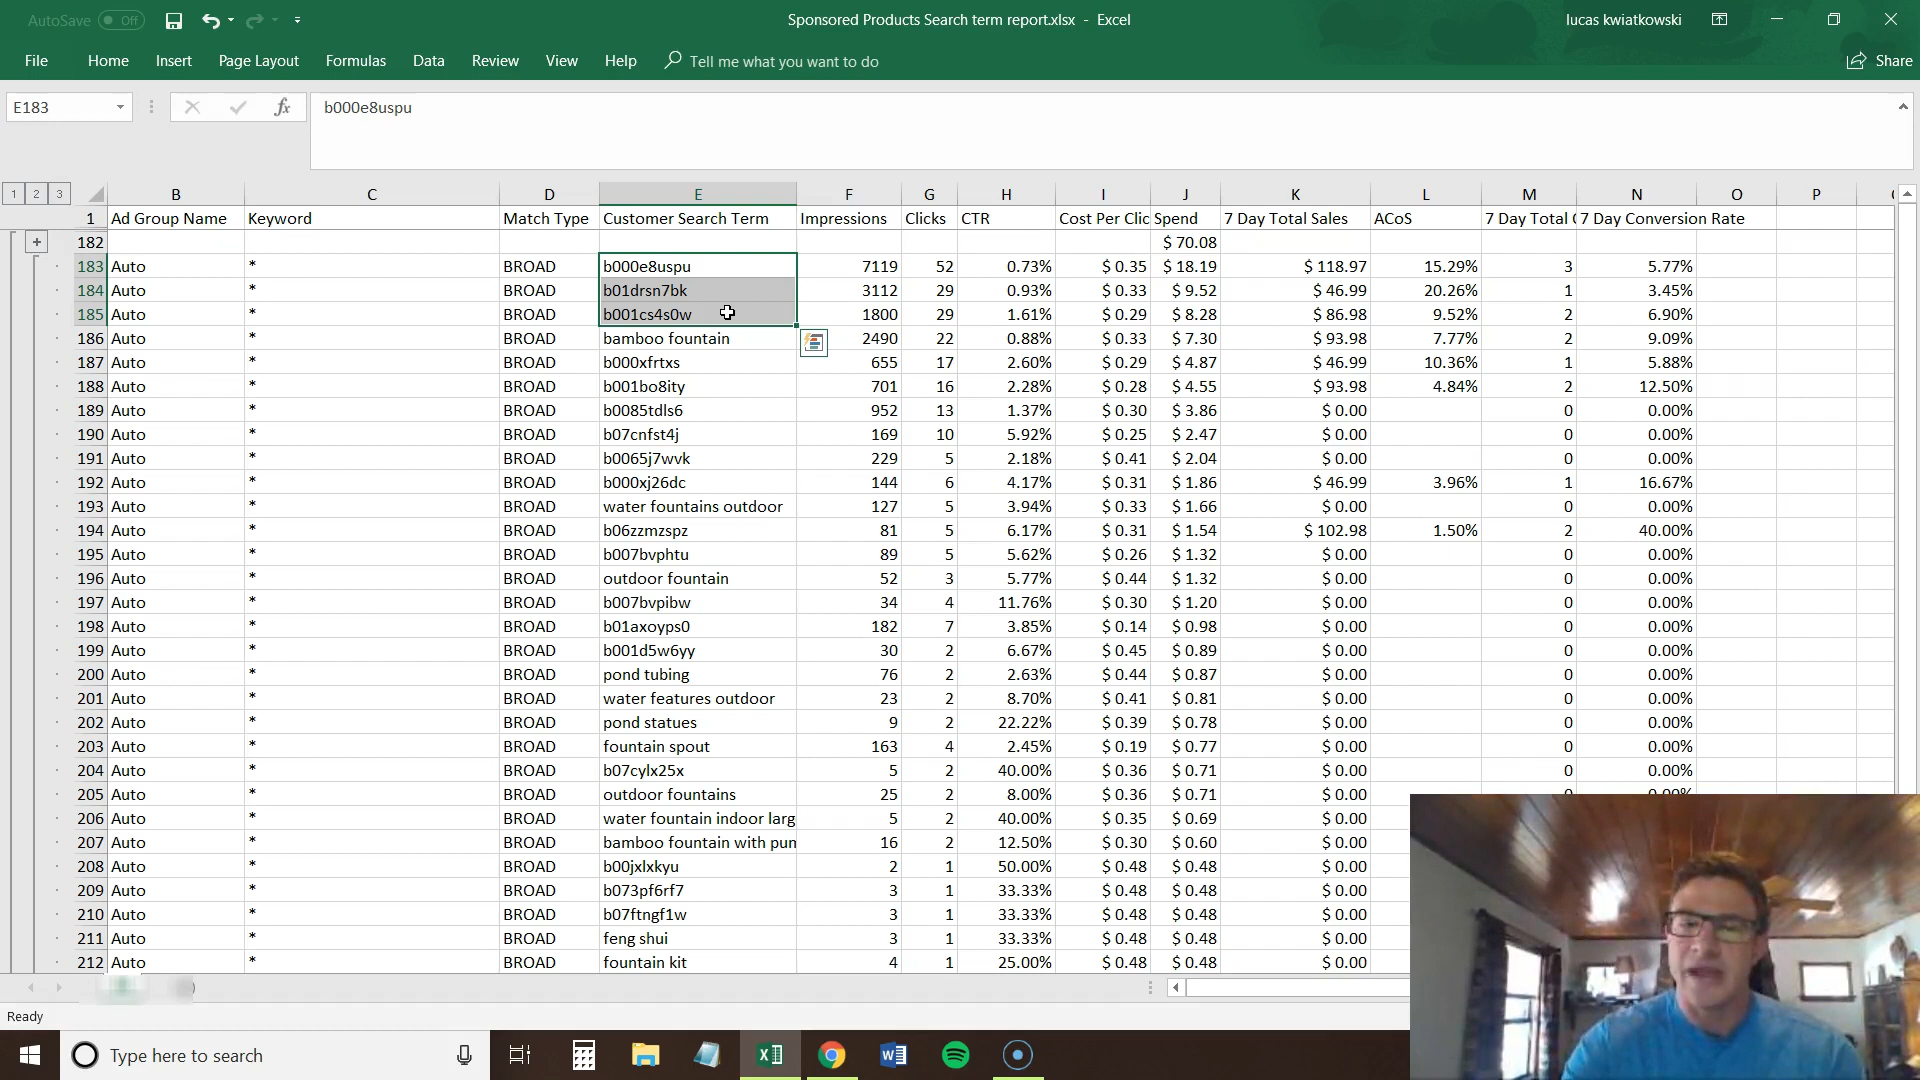 AutoSave Off Sponsored Products Search term report.xlsx - Excel lucas kwiatkowski
File Home Insert Page Layout Formulas Data Review View Help Tell me what you want to do Share
E183 fx b000e8uspu
1 2 3 B C D E F G H I J K L M N O P
1 Ad Group Name Keyword Match Type Customer Search Term Impressions Clicks CTR Cost Per Clic Spend 7 Day Total Sales ACoS 7 Day Total 7 Day Conversion Rate
182 $ 70.08
183 Auto * BROAD b000e8uspu 7119 52 0.73% $ 0.35 $ 18.19 $ 118.97 15.29% 3 5.77%
184 Auto * BROAD b01drsn7bk 3112 29 0.93% $ 0.33 $ 9.52 $ 46.99 20.26% 1 3.45%
185 Auto * BROAD b001cs4s0w 1800 29 1.61% $ 0.29 $ 8.28 $ 86.98 9.52% 2 6.90%
186 Auto * BROAD bamboo fountain 2490 22 0.88% $ 0.33 $ 7.30 $ 93.98 7.77% 2 9.09%
187 Auto * BROAD b000xfrtxs 655 17 2.60% $ 0.29 $ 4.87 $ 46.99 10.36% 1 5.88%
188 Auto * BROAD b001bo8ity 701 16 2.28% $ 0.28 $ 4.55 $ 93.98 4.84% 2 12.50%
189 Auto * BROAD b0085tdls6 952 13 1.37% $ 0.30 $ 3.86 $ 0.00 0 0.00%
190 Auto * BROAD b07cnfst4j 169 10 5.92% $ 0.25 $ 2.47 $ 0.00 0 0.00%
191 Auto * BROAD b0065j7wvk 229 5 2.18% $ 0.41 $ 2.04 $ 0.00 0 0.00%
192 Auto * BROAD b000xj26dc 144 6 4.17% $ 0.31 $ 1.86 $ 46.99 3.96% 1 16.67%
193 Auto * BROAD water fountains outdoor 127 5 3.94% $ 0.33 $ 1.66 $ 0.00 0 0.00%
194 Auto * BROAD b06zzmzspz 81 5 6.17% $ 0.31 $ 1.54 $ 102.98 1.50% 2 40.00%
195 Auto * BROAD b007bvphtu 89 5 5.62% $ 0.26 $ 1.32 $ 0.00 0 0.00%
196 Auto * BROAD outdoor fountain 52 3 5.77% $ 0.44 $ 1.32 $ 0.00 0 0.00%
197 Auto * BROAD b007bvpibw 34 4 11.76% $ 0.30 $ 1.20 $ 0.00 0 0.00%
198 Auto * BROAD b01axoyps0 182 7 3.85% $ 0.14 $ 0.98 $ 0.00 0 0.00%
199 Auto * BROAD b001d5w6yy 30 2 6.67% $ 0.45 $ 0.89 $ 0.00 0 0.00%
200 Auto * BROAD pond tubing 76 2 2.63% $ 0.44 $ 0.87 $ 0.00 0 0.00%
201 Auto * BROAD water features outdoor 23 2 8.70% $ 0.41 $ 0.81 $ 0.00 0 0.00%
202 Auto * BROAD pond statues 9 2 22.22% $ 0.39 $ 0.78 $ 0.00 0 0.00%
203 Auto * BROAD fountain spout 163 4 2.45% $ 0.19 $ 0.77 $ 0.00 0 0.00%
204 Auto * BROAD b07cylx25x 5 2 40.00% $ 0.36 $ 0.71 $ 0.00 0 0.00%
205 Auto * BROAD outdoor fountains 25 2 8.00% $ 0.36 $ 0.71 $ 0.00 0 0.00%
206 Auto * BROAD water fountain indoor larg 5 2 40.00% $ 0.35 $ 0.69 $ 0.00
207 Auto * BROAD bamboo fountain with pum 16 2 12.50% $ 0.30 $ 0.60 $ 0.00
208 Auto * BROAD b00jxlxkyu 2 1 50.00% $ 0.48 $ 0.48 $ 0.00
209 Auto * BROAD b073pf6rf7 3 1 33.33% $ 0.48 $ 0.48 $ 0.00
210 Auto * BROAD b07ftngf1w 3 1 33.33% $ 0.48 $ 0.48 $ 0.00
211 Auto * BROAD feng shui 3 1 33.33% $ 0.48 $ 0.48 $ 0.00
212 Auto * BROAD fountain kit 4 1 25.00% $ 0.48 $ 0.48 $ 0.00
Ready
Type here to search